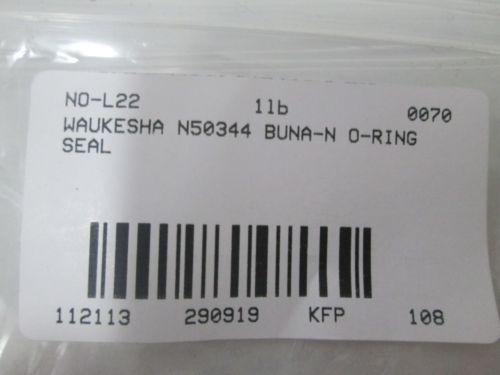 NO-L22 1lb 0070
WAUKESHA N50344 BUNA-N O-RING
SEAL
112113 290919 KFP 108